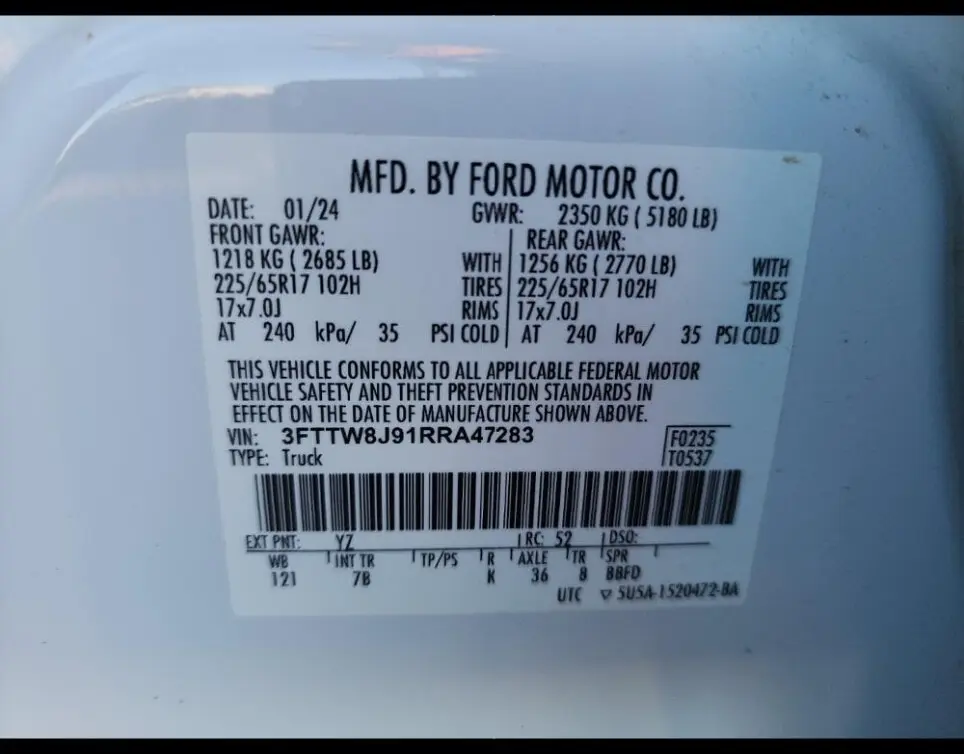 MFD. BY FORD MOTOR CO.
DATE: 01/24 GVWR: 2350 KG ( 5180 LB)
FRONT GAWR: REAR GAWR:
1218 KG ( 2685 LB) WITH 1256 KG ( 2770 LB) WITH
225/65R17 102H TIRES 225/65R17 102H TIRES
17x7.0J RIMS 17x7.0J RIMS
AT 240 kPa/ 35 PSI COLD AT 240 kPa/ 35 PSI COLD
THIS VEHICLE CONFORMS TO ALL APPLICABLE FEDERAL MOTOR
VEHICLE SAFETY AND THEFT PREVENTION STANDARDS IN
EFFECT ON THE DATE OF MANUFACTURE SHOWN ABOVE.
VIN: 3FTTW8J91RRA47283 F0235
TYPE: Truck T0537
EXT PNT: YZ RC: 52 DSO:
WB INT TR TP/PS R AXLE TR SPR
121 7B K 36 8 BBFD
UTC ▽ 5U5A-1520472-BA